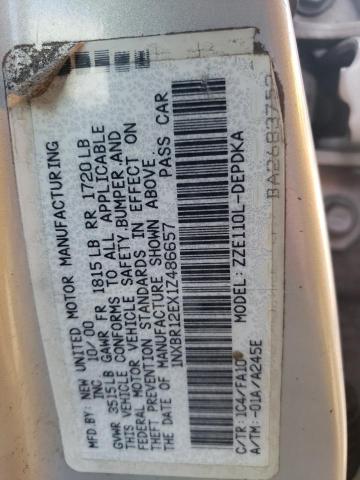 MFD.BY: NEW UNITED MOTOR MANUFACTURING
INC 10/00
GVWR 3515LB GAWR FR 1815LB RR 1720LB
THIS VEHICLE CONFORMS TO ALL APPLICABLE
FEDERAL MOTOR VEHICLE SAFETY, BUMPER, AND
THEFT PREVENTION STANDARDS IN EFFECT ON
THE DATE OF MANUFACTURE SHOWN ABOVE.
1NXBR12EX1Z486657 PASS CAR
C/TR: 1C4/FA10 MODEL: ZZE110L-DEPDKA
A/TM: -01A/A245E
BA2683759